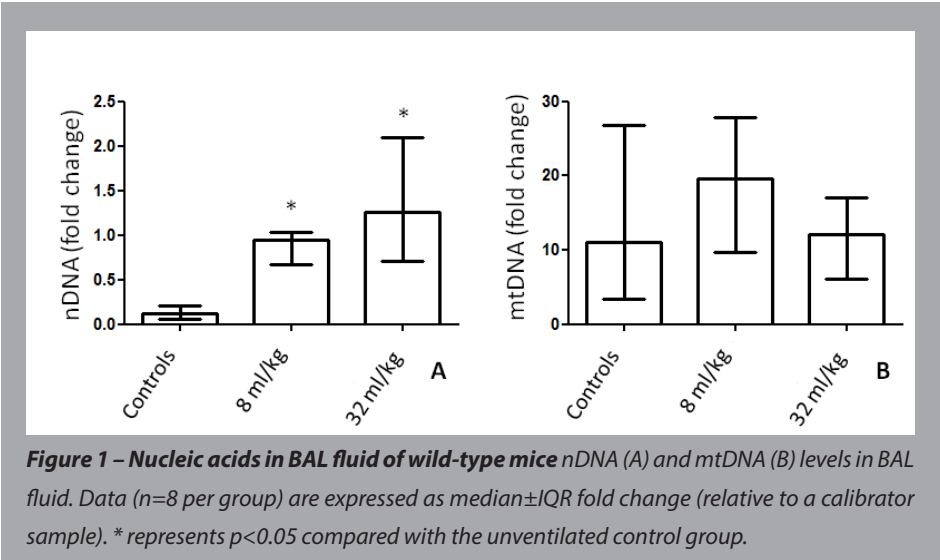 nDNA (fold change)
2.5
2.0
1.5
1.0
0.5
0.0
*
*
Controls
8 ml/kg
32 ml/kg
A
mtDNA (fold change)
30
20
10
0
Controls
8 ml/kg
32 ml/kg
B
Figure 1 – Nucleic acids in BAL fluid of wild-type mice nDNA (A) and mtDNA (B) levels in BAL
fluid. Data (n=8 per group) are expressed as median±IQR fold change (relative to a calibrator
sample). * represents p<0.05 compared with the unventilated control group.